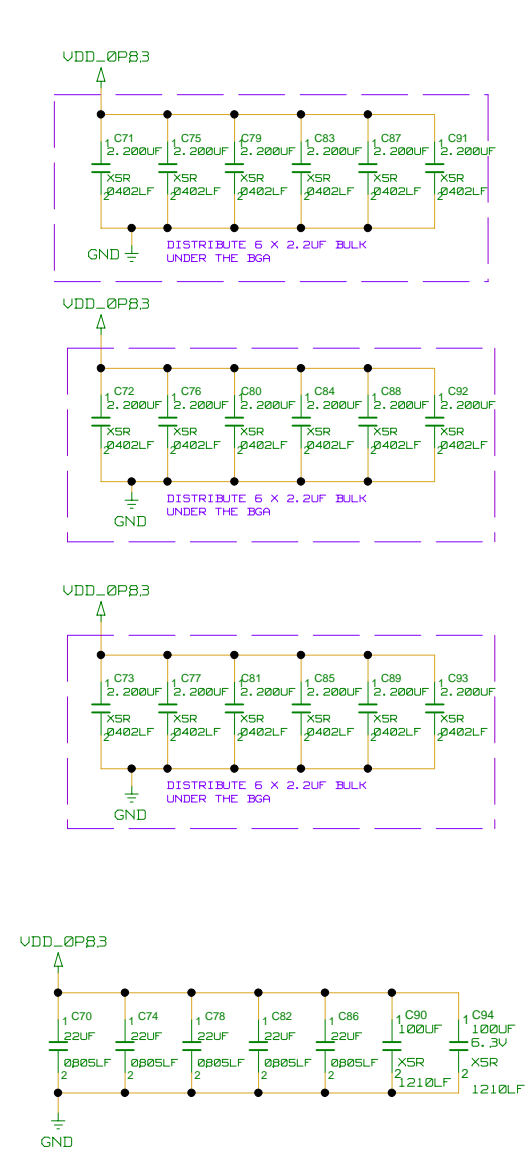 VDD_0P83
C71 C75 C79 C83 C87 C91
1 2.200UF 1 2.200UF 1 2.200UF 1 2.200UF 1 2.200UF 1 2.200UF
X5R X5R X5R X5R X5R X5R
2 0402LF 2 0402LF 2 0402LF 2 0402LF 2 0402LF 2 0402LF
GND
DISTRIBUTE 6 X 2.2UF BULK
UNDER THE BGA
VDD_0P83
C72 C76 C80 C84 C88 C92
1 2.200UF 1 2.200UF 1 2.200UF 1 2.200UF 1 2.200UF 1 2.200UF
X5R X5R X5R X5R X5R X5R
2 0402LF 2 0402LF 2 0402LF 2 0402LF 2 0402LF 2 0402LF
DISTRIBUTE 6 X 2.2UF BULK
UNDER THE BGA
GND
VDD_0P83
C73 C77 C81 C85 C89 C93
1 2.200UF 1 2.200UF 1 2.200UF 1 2.200UF 1 2.200UF 1 2.200UF
X5R X5R X5R X5R X5R X5R
2 0402LF 2 0402LF 2 0402LF 2 0402LF 2 0402LF 2 0402LF
DISTRIBUTE 6 X 2.2UF BULK
UNDER THE BGA
GND
VDD_0P83
1 C70 1 C74 1 C78 1 C82 1 C86 1 C90 1 C94
22UF 22UF 22UF 22UF 22UF 100UF 100UF
6.3V
0805LF 0805LF 0805LF 0805LF 0805LF X5R X5R
2 2 2 2 2 2 2
1210LF 1210LF
GND